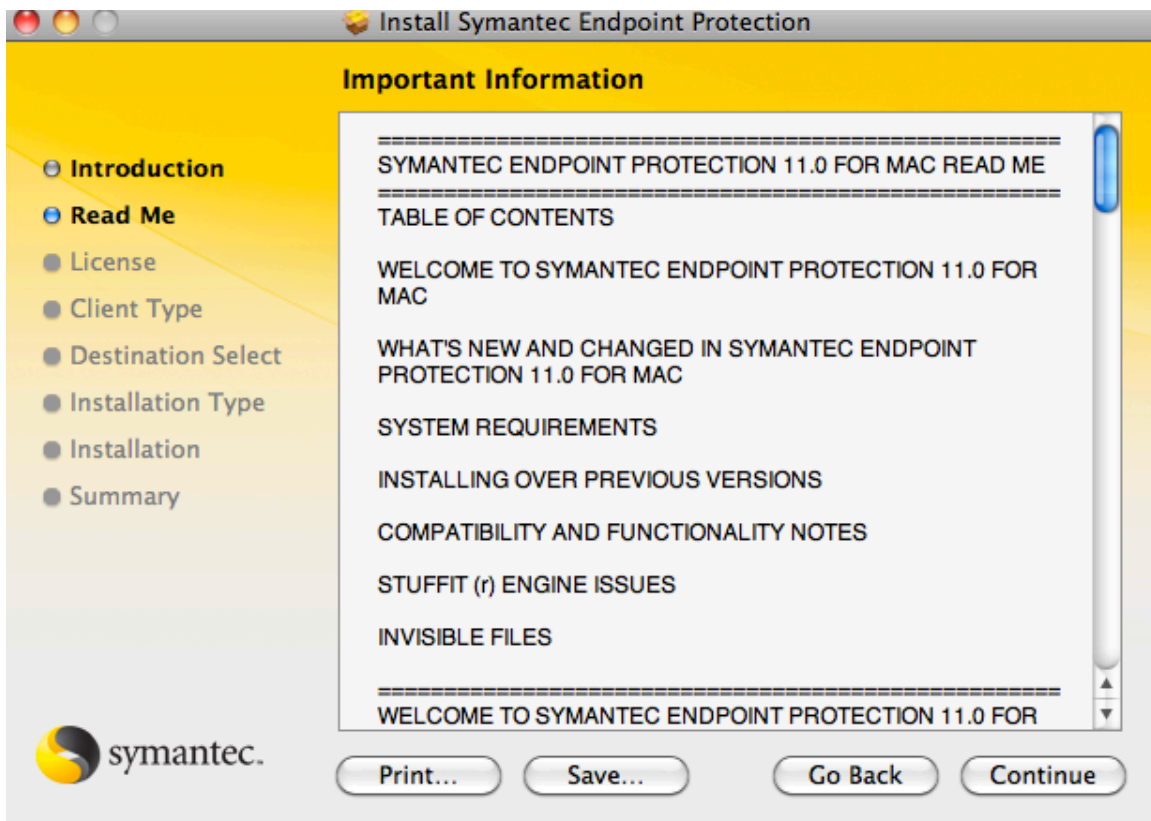 Install Symantec Endpoint Protection
Important Information
Introduction
Read Me
License
Client Type
Destination Select
Installation Type
Installation
Summary
====================================================
SYMANTEC ENDPOINT PROTECTION 11.0 FOR MAC READ ME
====================================================
TABLE OF CONTENTS
WELCOME TO SYMANTEC ENDPOINT PROTECTION 11.0 FOR
MAC
WHAT'S NEW AND CHANGED IN SYMANTEC ENDPOINT
PROTECTION 11.0 FOR MAC
SYSTEM REQUIREMENTS
INSTALLING OVER PREVIOUS VERSIONS
COMPATIBILITY AND FUNCTIONALITY NOTES
STUFFIT (r) ENGINE ISSUES
INVISIBLE FILES
====================================================
WELCOME TO SYMANTEC ENDPOINT PROTECTION 11.0 FOR
symantec.
Print...
Save...
Go Back
Continue